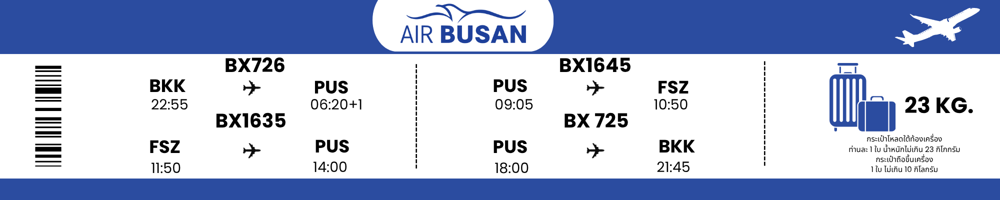 AIR BUSAN
BX726
BKK PUS
22:55 06:20+1
BX1635
FSZ PUS
11:50 14:00
BX1645
PUS FSZ
09:05 10:50
BX 725
PUS BKK
18:00 21:45
23 KG.
กระเป๋าโหลดใต้ท้องเครื่อง
ท่านละ 1 ใบ น้ำหนักไม่เกิน 23 กิโกกรัม
กระเป๋าถือขึ้นเครื่อง
1 ใบ ไม่เกิน 10 กิโลกรัม